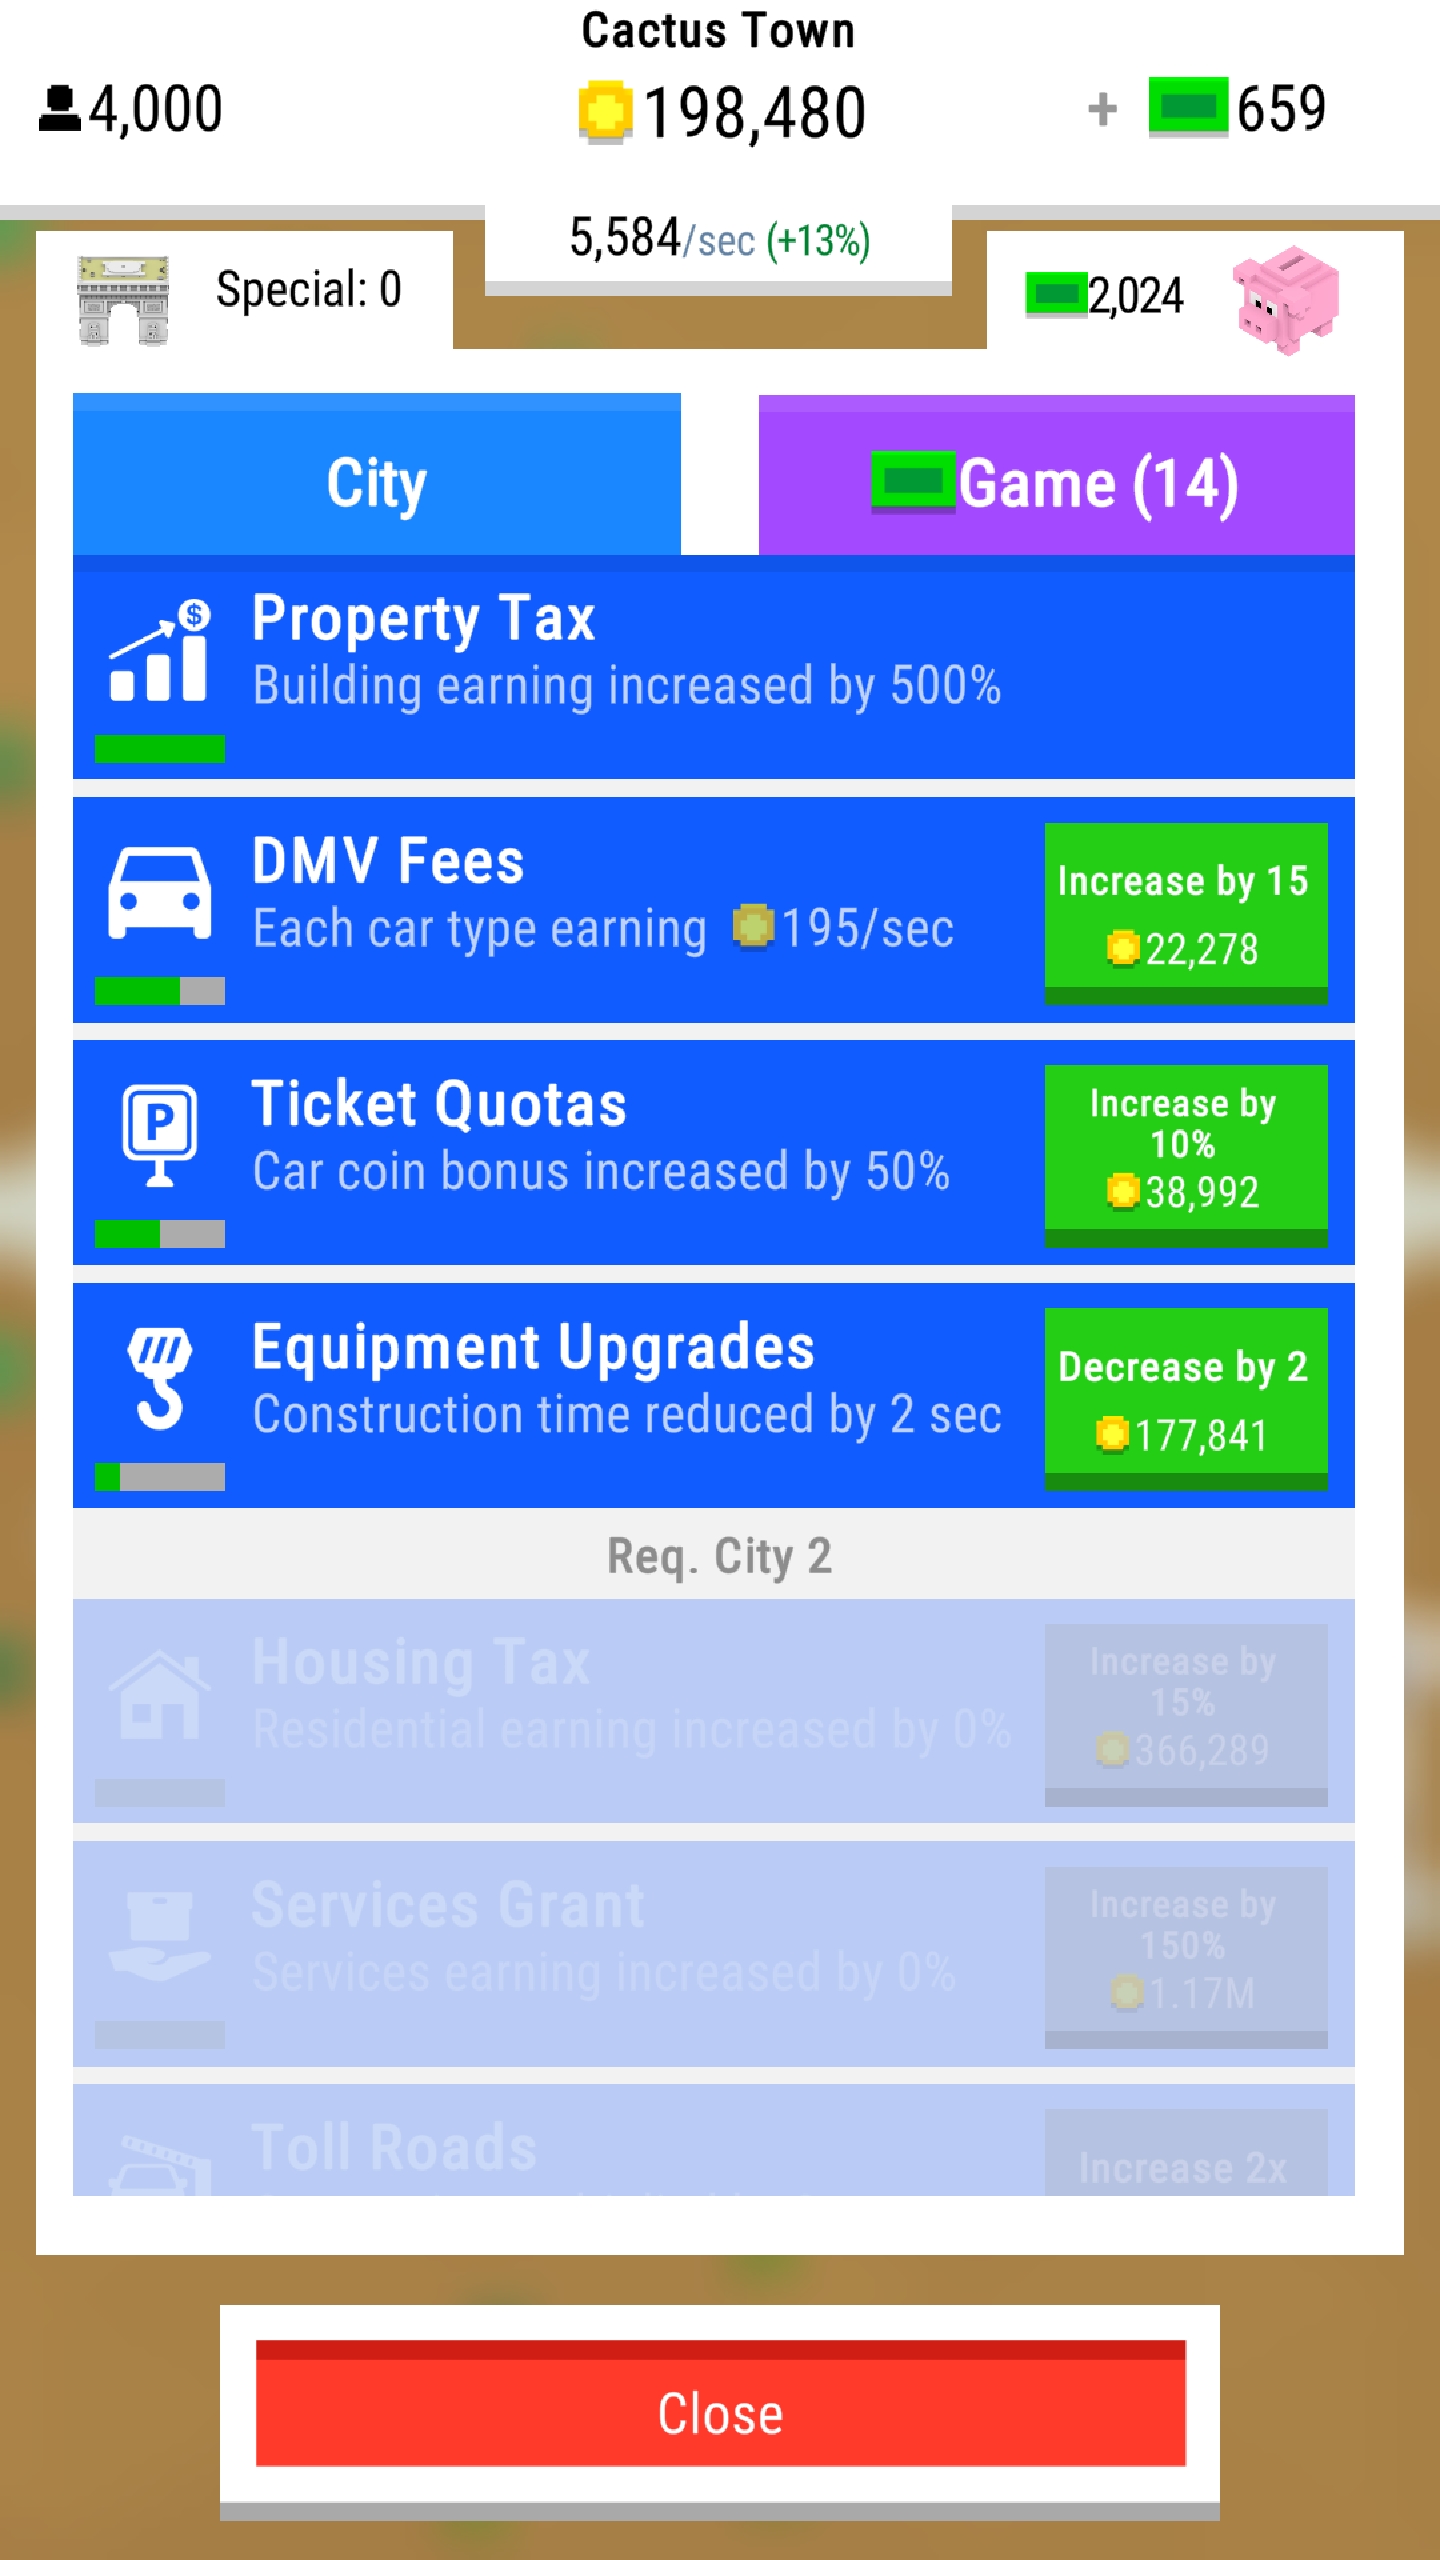 Cactus Town
4,000
198,480
+ 659
5,584/sec (+13%)
Special: 0
2,024
City
Game (14)
Property Tax
Building earning increased by 500%
DMV Fees
Each car type earning 195/sec
Increase by 15
22,278
Ticket Quotas
Car coin bonus increased by 50%
Increase by
10%
38,992
Equipment Upgrades
Construction time reduced by 2 sec
Decrease by 2
177,841
Req. City 2
Housing Tax
Residential earning increased by 0%
Increase by
15%
366,289
Services Grant
Services earning increased by 0%
Increase by
150%
1.17M
Toll Roads
Increase 2x
Close